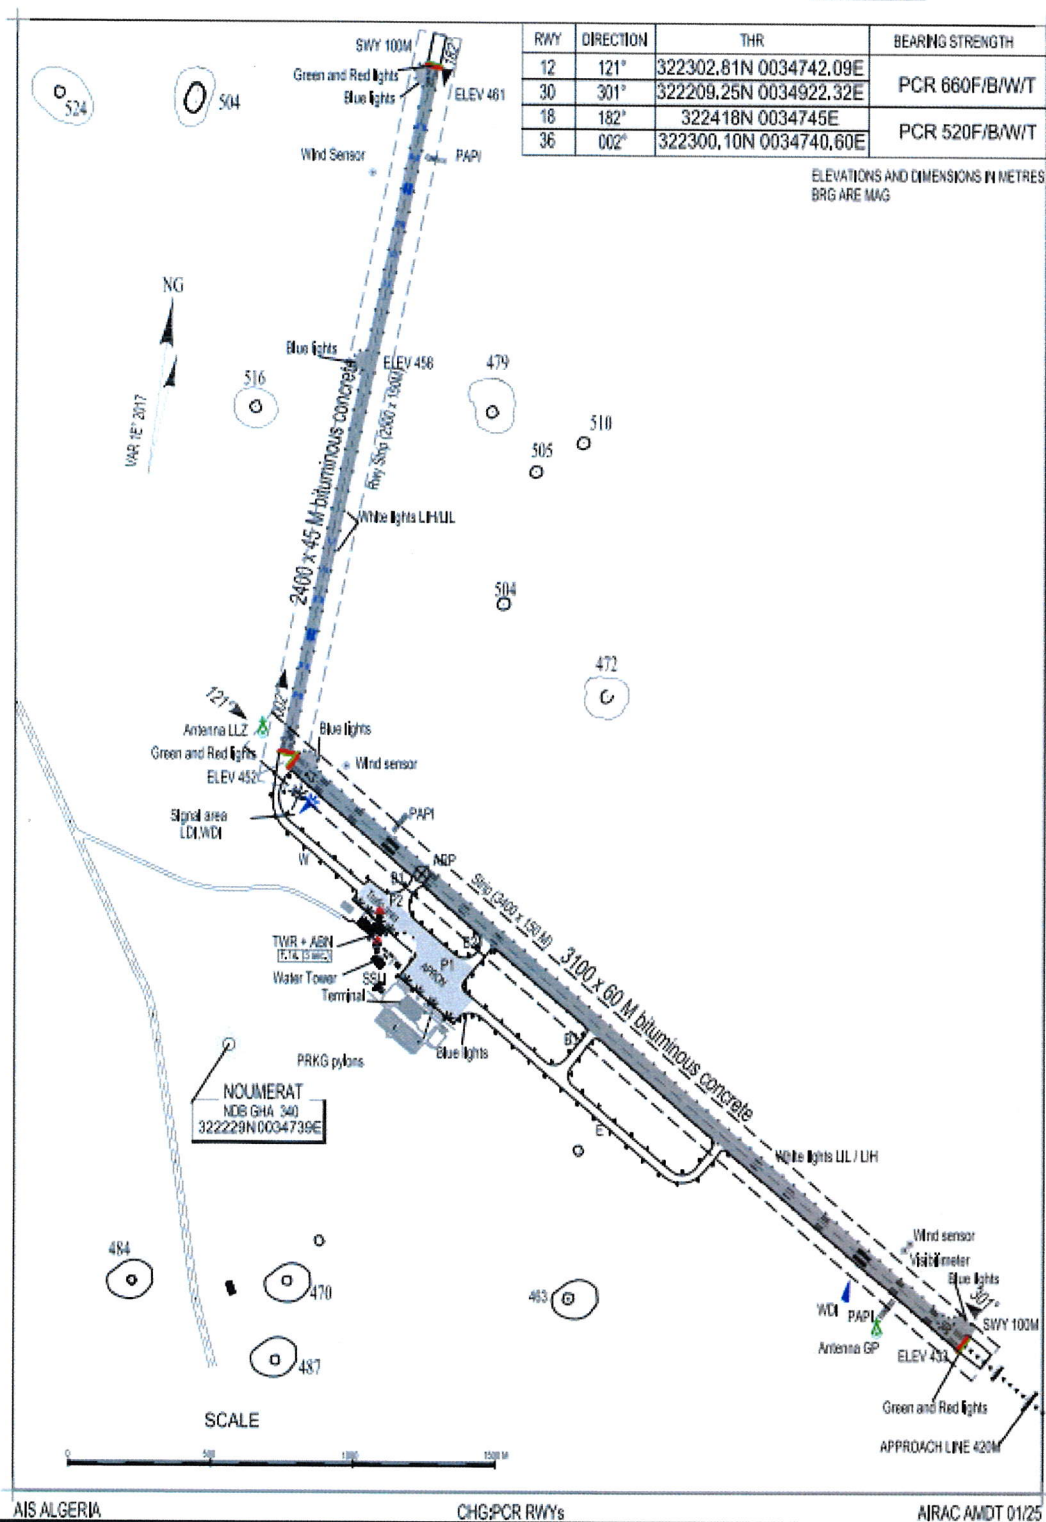 RWY DIRECTION THR BEARING STRENGTH
12 121° 322302,81N 0034742,09E PCR 660F/B/W/T
30 301° 322209,25N 0034922,32E
18 182° 322418N 0034745E PCR 520F/B/W/T
36 002° 322300,10N 0034740,60E
ELEVATIONS AND DIMENSIONS IN METRES
BRG ARE MAG
SWY 100M
182°
Green and Red lights
Blue lights
ELEV 461
524
504
Wind Sensor
PAPI
NG
VAR 1E° 2017
Blue lights
ELEV 456
479
516
510
505
2400 x 45 M bituminous concrete
White lights LIH/LIL
504
472
121°
002°
Antenna LLZ
Blue lights
Green and Red lights
Wind sensor
ELEV 452
Signal area
LDI,WDI
PAPI
ARP
W
B1
P2
Strip (3400 x 150 M)
3100 x 60 M bituminous concrete
TWR + ABN
P1
APRON
Water Tower
SSLI
Terminal
Blue lights
PRKG pylons
NOUMERAT
NDB GHA 340
322229N0034739E
E
White lights LIL / LIH
Wind sensor
Visibilimeter
Blue lights
301°
SWY 100M
WDI
PAPI
Antenna GP
ELEV 433
Green and Red lights
APPROACH LINE 420M
484
470
463
487
SCALE
0 500 1000 1500 M
AIS ALGERIA CHG:PCR RWYs AIRAC AMDT 01/25